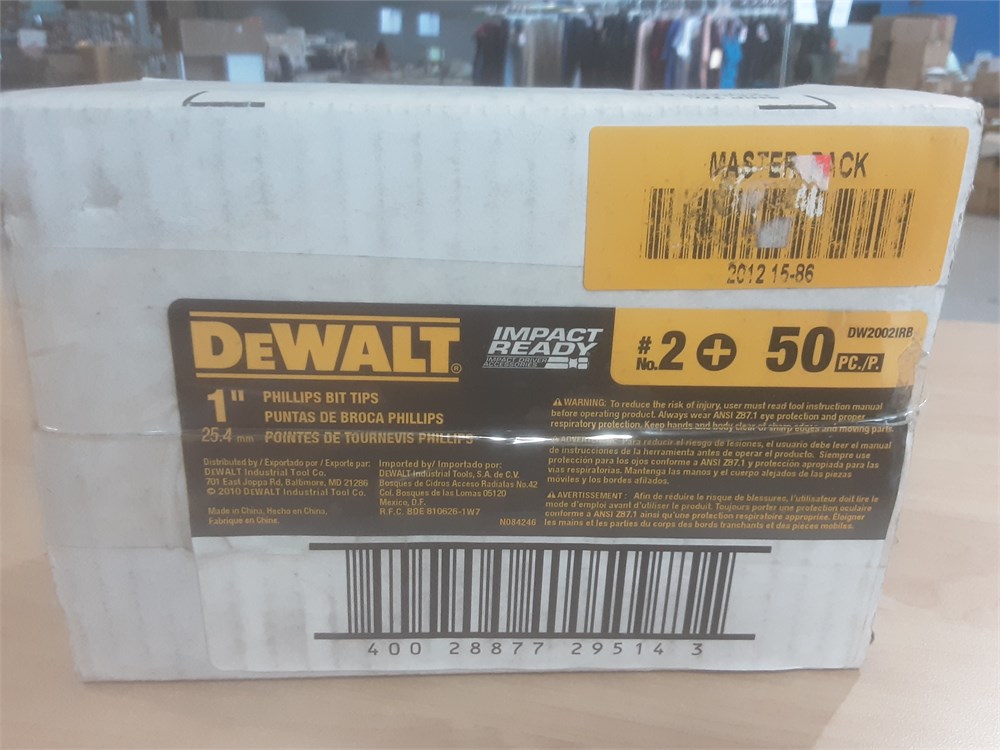 MASTER PACK
2012 15-86
DEWALT®
IMPACT
READY
IMPACT DRIVER
ACCESSORIES
#
No. 2 50 PC./P.
DW2002IRB
1" PHILLIPS BIT TIPS
PUNTAS DE BROCA PHILLIPS
25.4 mm POINTES DE TOURNEVIS PHILLIPS
Distributed by / Exportado por / Exporte par:
DEWALT Industrial Tool Co.
701 East Joppa Rd, Baltimore, MD 21286
© 2010 DEWALT Industrial Tool Co.
Made in China, Hecho en China,
Fabrique en Chine.
Imported by/ Importado por:
DEWALT Industrial Tools, S.A. de C.V.
Bosques de Cidros Acceso Radiatas No.42
Col. Bosques de las Lomas 05120
Mexico, D.F.
R.F.C. BDE 810626-1W7
N084246
WARNING: To reduce the risk of injury, user must read tool instruction manual
before operating product. Always wear ANSI Z87.1 eye protection and proper
respiratory protection. Keep hands and body clear of sharp edges and moving parts.
ADVERTENCIA: Para reducir el riesgo de lesiones, el usuario debe leer el manual
de instrucciones de la herramienta antes de operar el producto. Siempre use
protección para los ojos conforme a ANSI Z87.1 y protección apropiada para las
vías respiratorias. Mantenga las manos y el cuerpo alejados de las piezas
móviles y los bordes afilados.
AVERTISSEMENT : Afin de réduire le risque de blessures, l'utilisateur doit lire le
mode d'emploi avant d'utiliser le produit. Toujours porter une protection oculaire
conforme à ANSI Z87.1 ainsi qu'une protection respiratoire appropriée. Éloigner
les mains et les parties du corps des bords tranchants et des pièces mobiles.
400 28877 29514 3